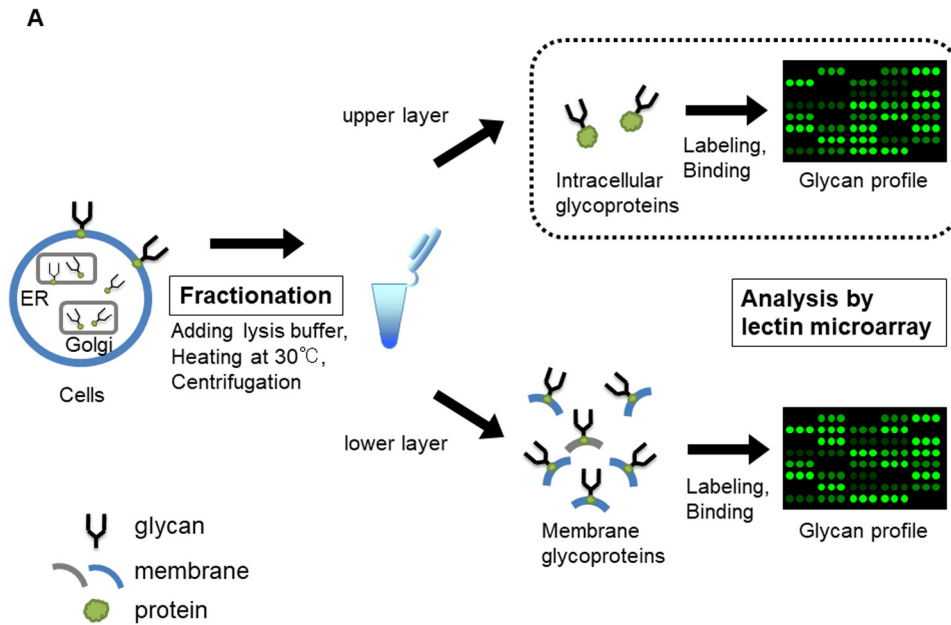 A
upper layer
Intracellular
glycoproteins
Labeling,
Binding
Glycan profile
ER
Golgi
Cells
Fractionation
Adding lysis buffer,
Heating at 30℃,
Centrifugation
Analysis by
lectin microarray
lower layer
Membrane
glycoproteins
Labeling,
Binding
Glycan profile
glycan
membrane
protein